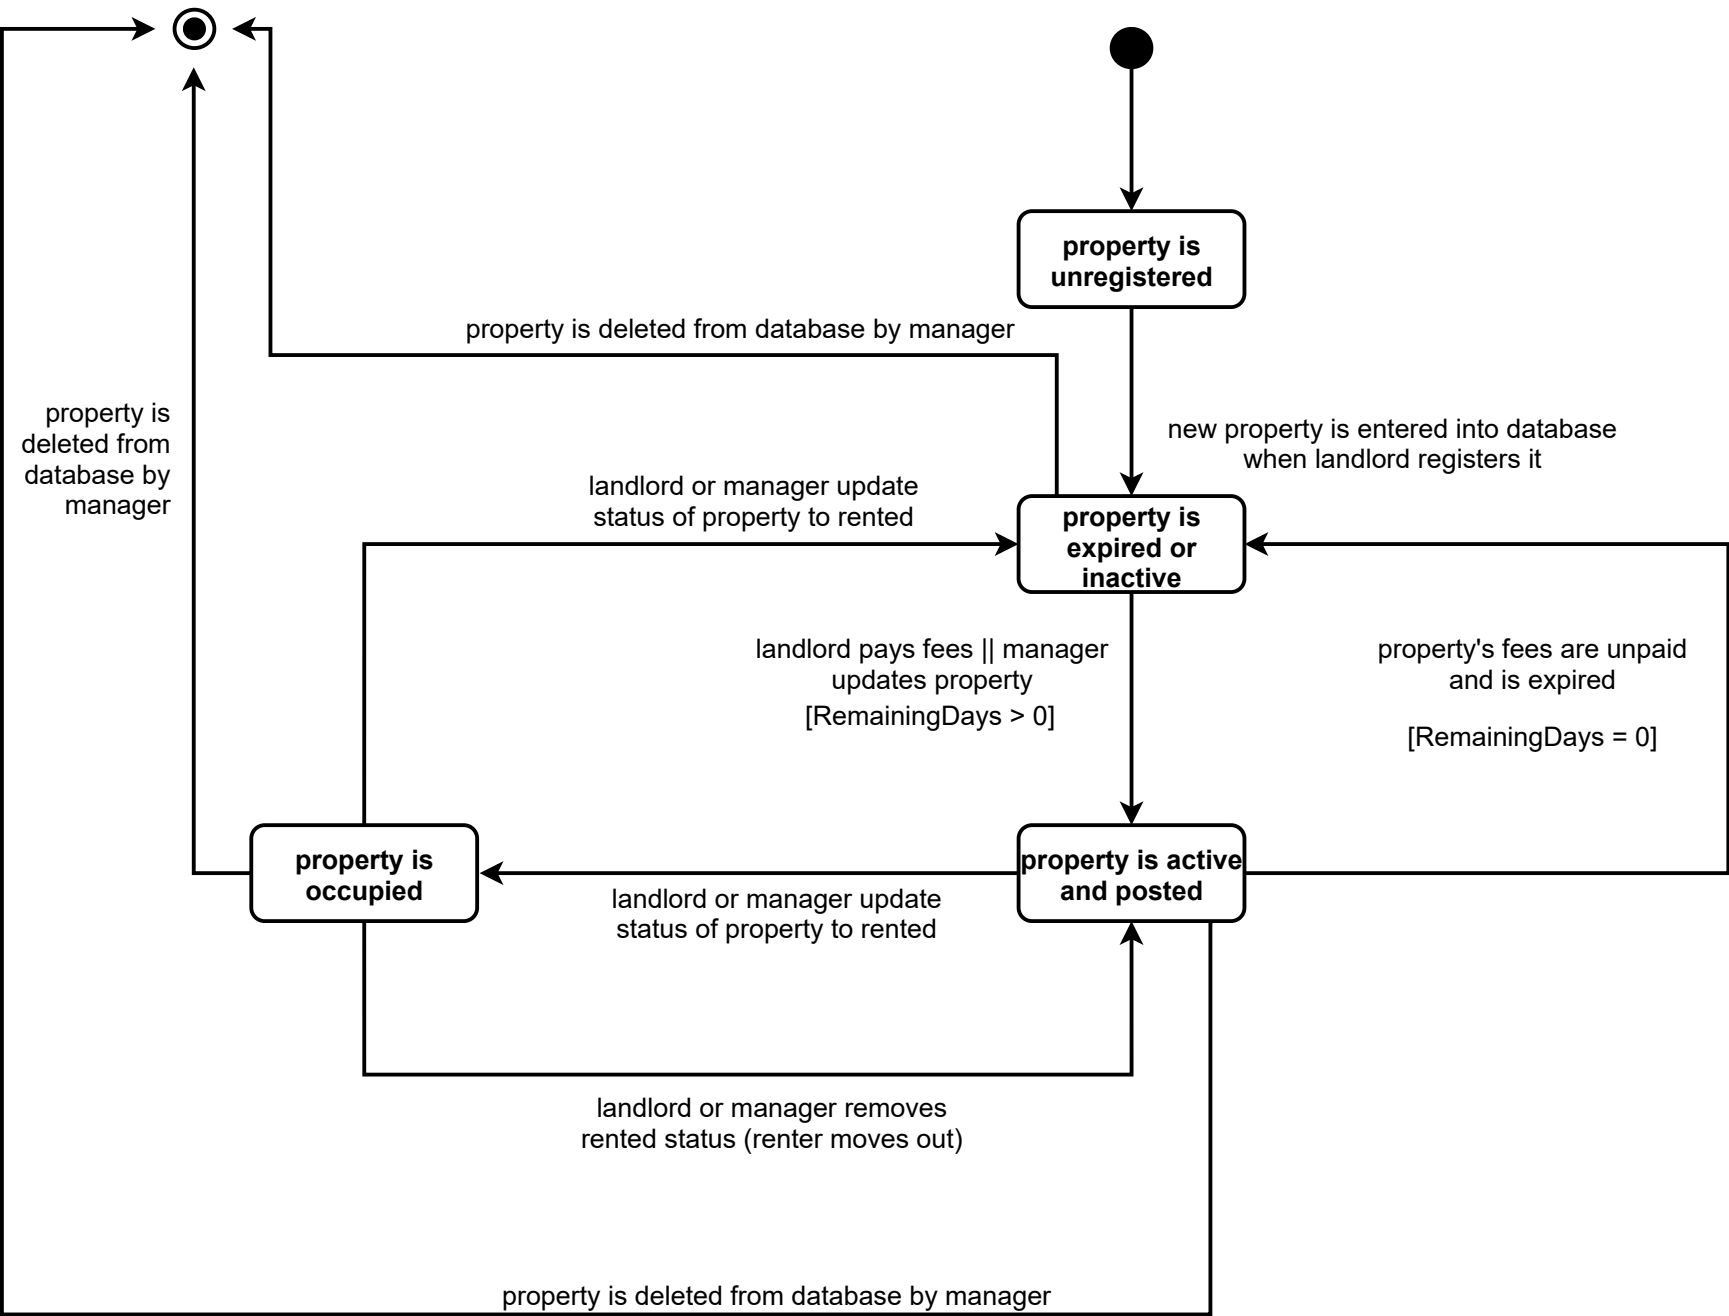 property is
unregistered
property is deleted from database by manager
property is
deleted from
database by
manager
new property is entered into database
when landlord registers it
landlord or manager update
status of property to rented
property is
expired or
inactive
landlord pays fees || manager
updates property
[RemainingDays > 0]
property's fees are unpaid
and is expired
[RemainingDays = 0]
property is
occupied
property is active
and posted
landlord or manager update
status of property to rented
landlord or manager removes
rented status (renter moves out)
property is deleted from database by manager